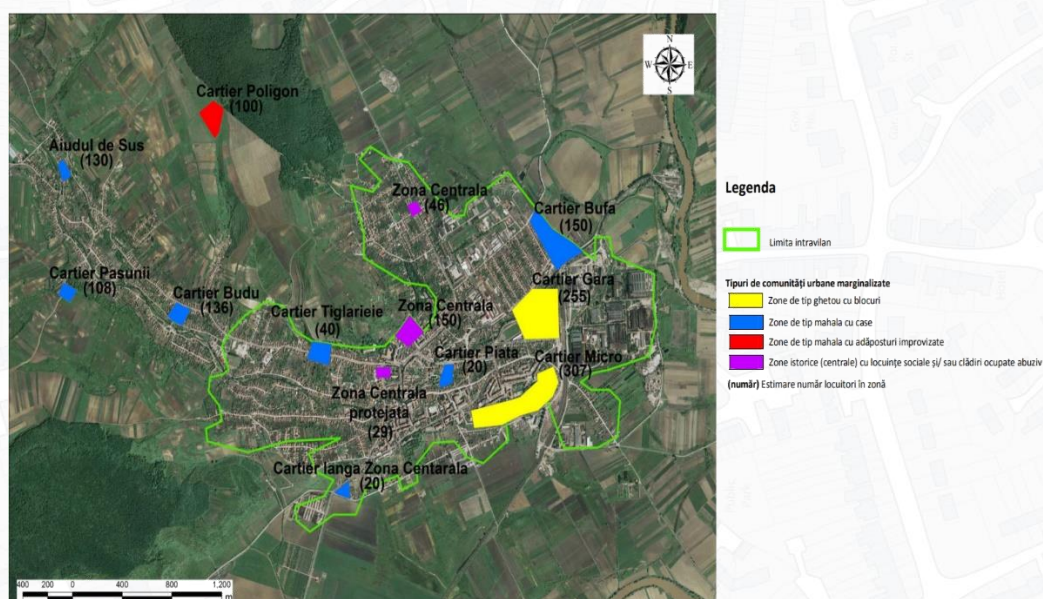 N
W E
S
Cartier Poligon
(100)
Aiudul de Sus
(130)
Zona Centrala
(46)
Cartier Bufa
(150)
Cartier Pasunii
(108)
Cartier Budu
(136)
Cartier Tiglarieie
(40)
Zona Centrala
(150)
Cartier Gara
(255)
Cartier Piata
(20)
Cartier Micro
(307)
Zona Centrala
protejata
(29)
Cartier langa Zona Centarala
(20)
400 200 0 400 800 1,200
m
Legenda
Limita intravilan
Tipuri de comunități urbane marginalizate
Zone de tip ghetou cu blocuri
Zone de tip mahala cu case
Zone de tip mahala cu adăposturi improvizate
Zone istorice (centrale) cu locuințe sociale și/ sau clădiri ocupate abuziv
(număr) Estimare număr locuitori în zonă